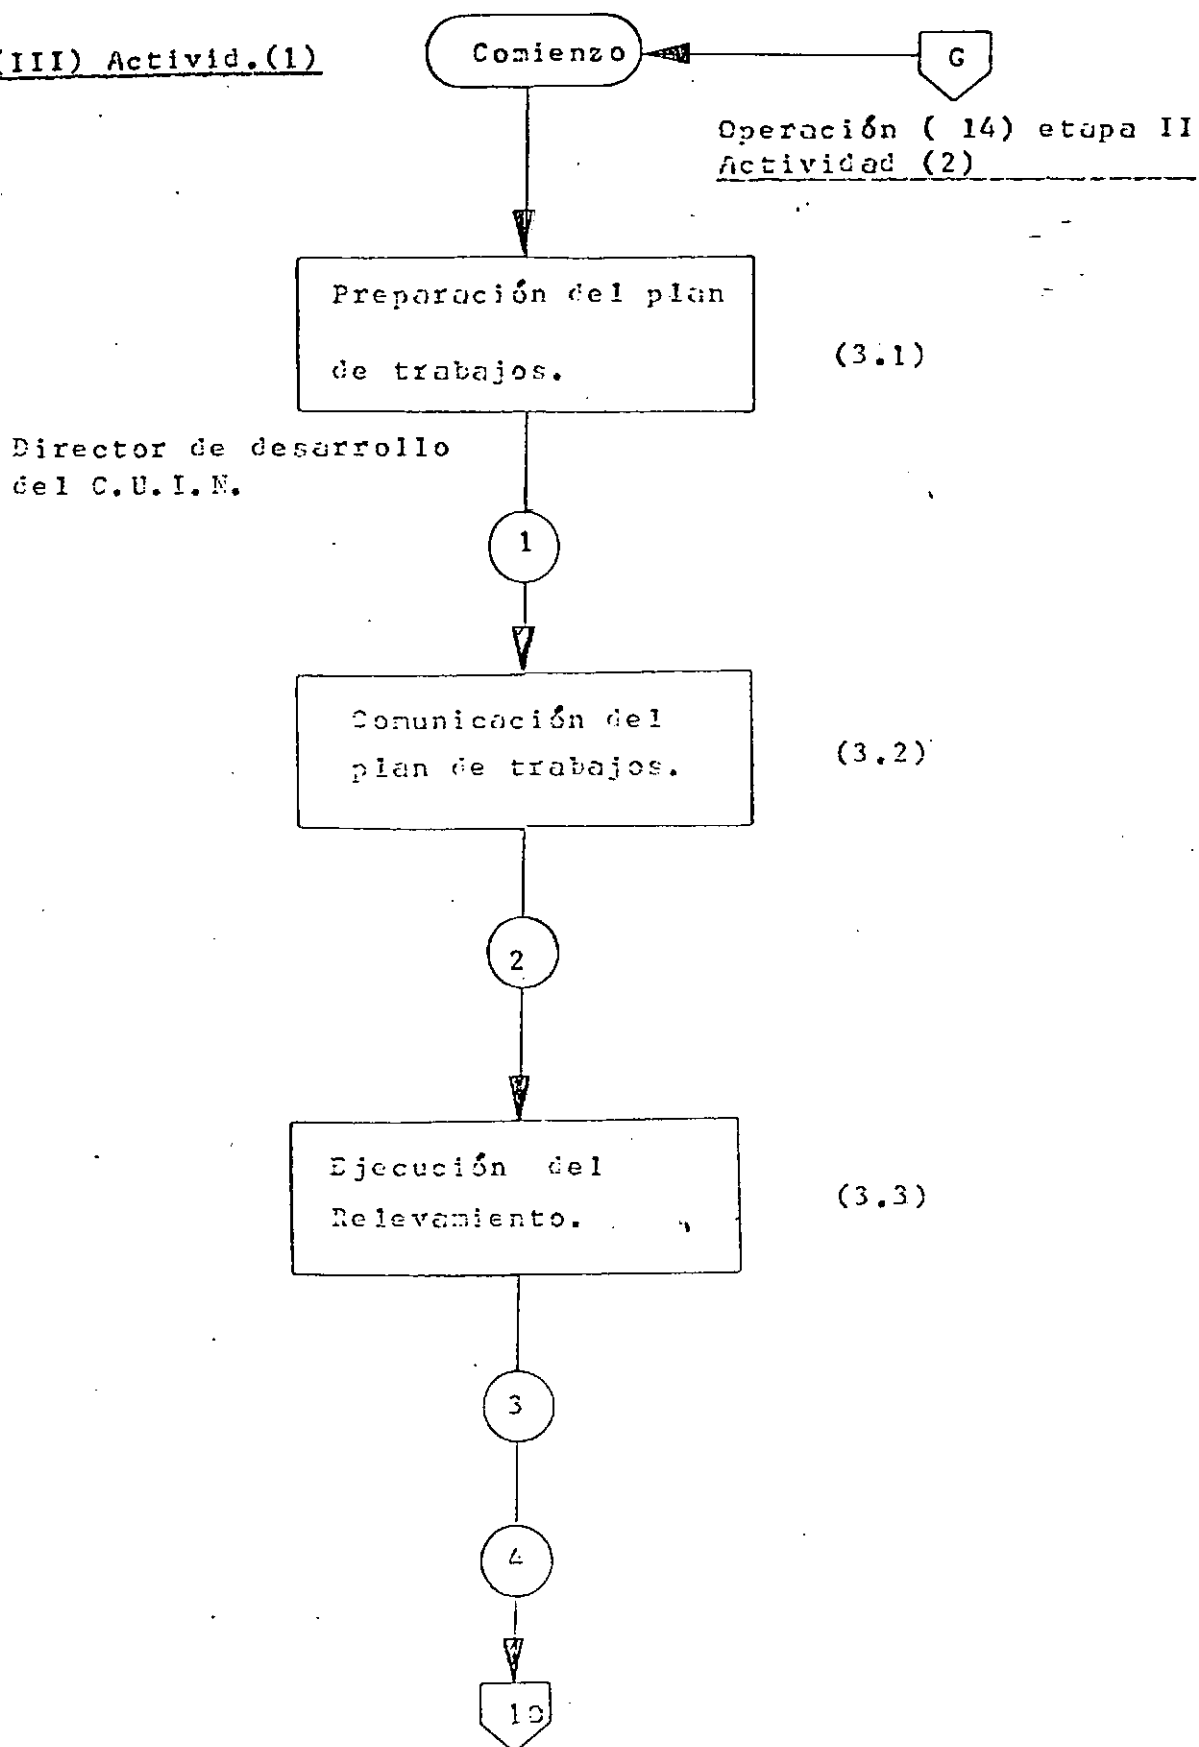 (III) Activid.(1)
Comienzo
G
Operación ( 14) etapa II
Actividad (2)
Preparación del plan
de trabajos.
(3.1)
Director de desarrollo
del C.U.I.N.
1
Comunicación del
plan de trabajos.
(3.2)
2
Ejecución del
Relevamiento.
(3.3)
3
4